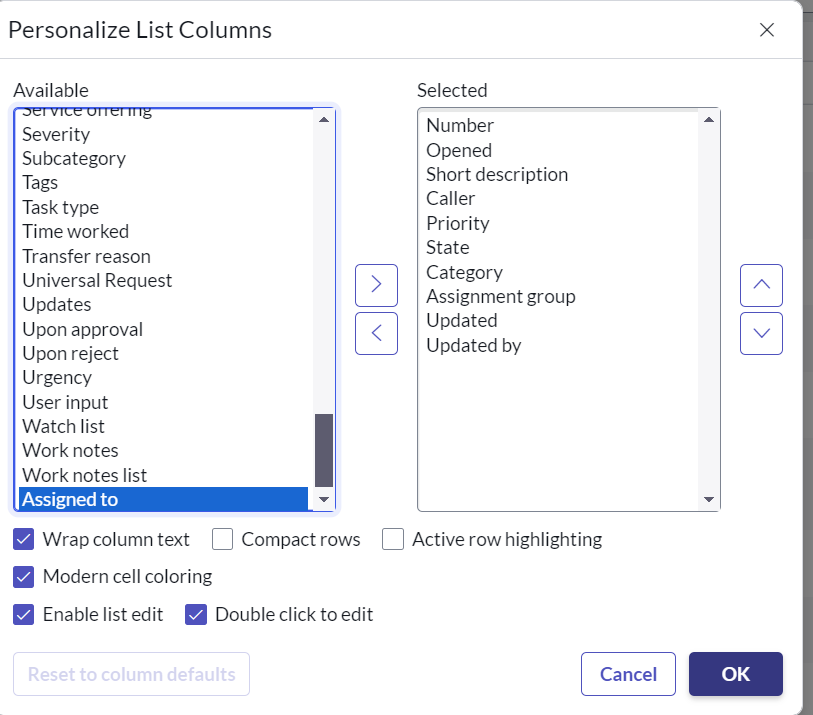 Personalize List Columns
Available
Service offering
Severity
Subcategory
Tags
Task type
Time worked
Transfer reason
Universal Request
Updates
Upon approval
Upon reject
Urgency
User input
Watch list
Work notes
Work notes list
Assigned to
Selected
Number
Opened
Short description
Caller
Priority
State
Category
Assignment group
Updated
Updated by
Wrap column text Compact rows Active row highlighting
Modern cell coloring
Enable list edit Double click to edit
Reset to column defaults Cancel OK